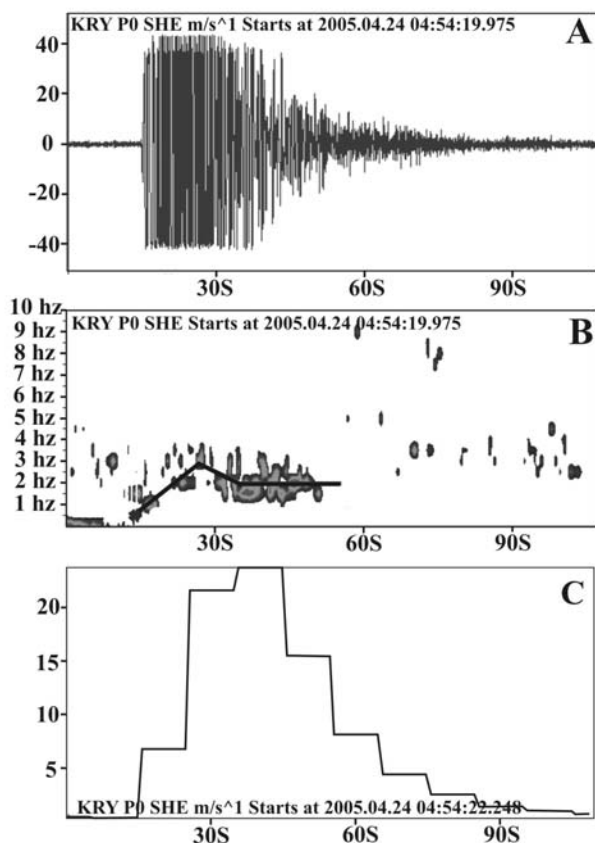 KRY P0 SHE m/s^1 Starts at 2005.04.24 04:54:19.975
A
40
20
0
-20
-40
30S 60S 90S
10 hz
KRY P0 SHE Starts at 2005.04.24 04:54:19.975
B
9 hz
8 hz
7 hz
6 hz
5 hz
4 hz
3 hz
2 hz
1 hz
30S 60S 90S
C
20
15
10
5
KRY P0 SHE m/s^1 Starts at 2005.04.24 04:54:22.248
30S 60S 90S